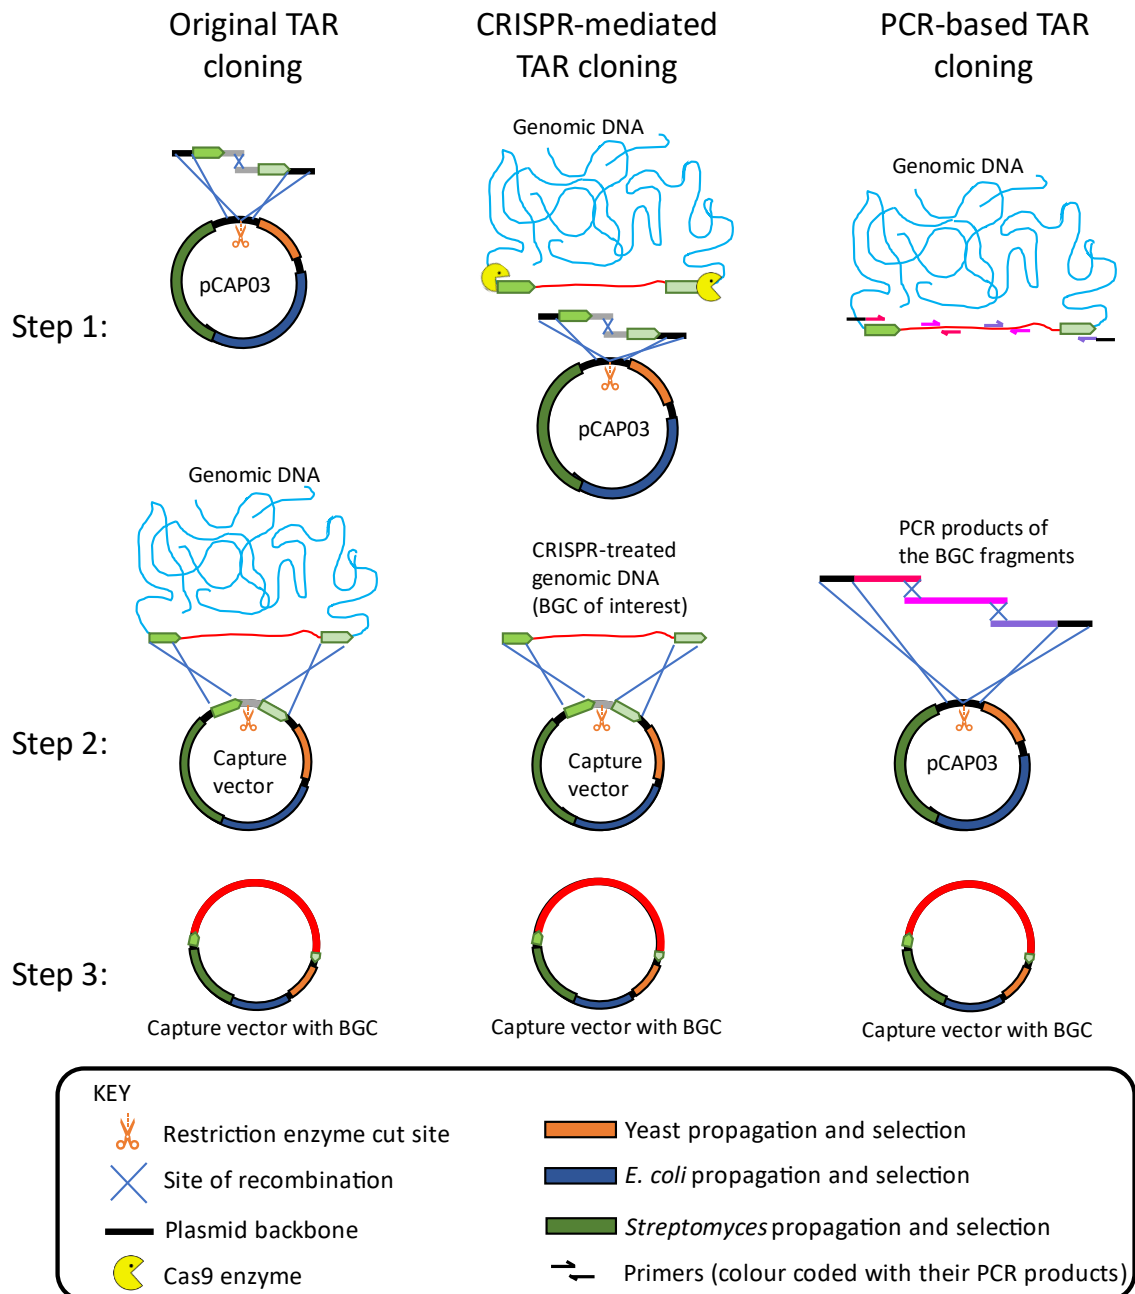 Original TAR
cloning
CRISPR-mediated
TAR cloning
PCR-based TAR
cloning
Step 1:
pCAP03
Genomic DNA
pCAP03
Genomic DNA
Step 2:
Genomic DNA
Capture
vector
CRISPR-treated
genomic DNA
(BGC of interest)
Capture
vector
PCR products of
the BGC fragments
pCAP03
Step 3:
Capture vector with BGC
Capture vector with BGC
Capture vector with BGC
KEY
Restriction enzyme cut site
Site of recombination
Plasmid backbone
Cas9 enzyme
Yeast propagation and selection
E. coli propagation and selection
Streptomyces propagation and selection
Primers (colour coded with their PCR products)